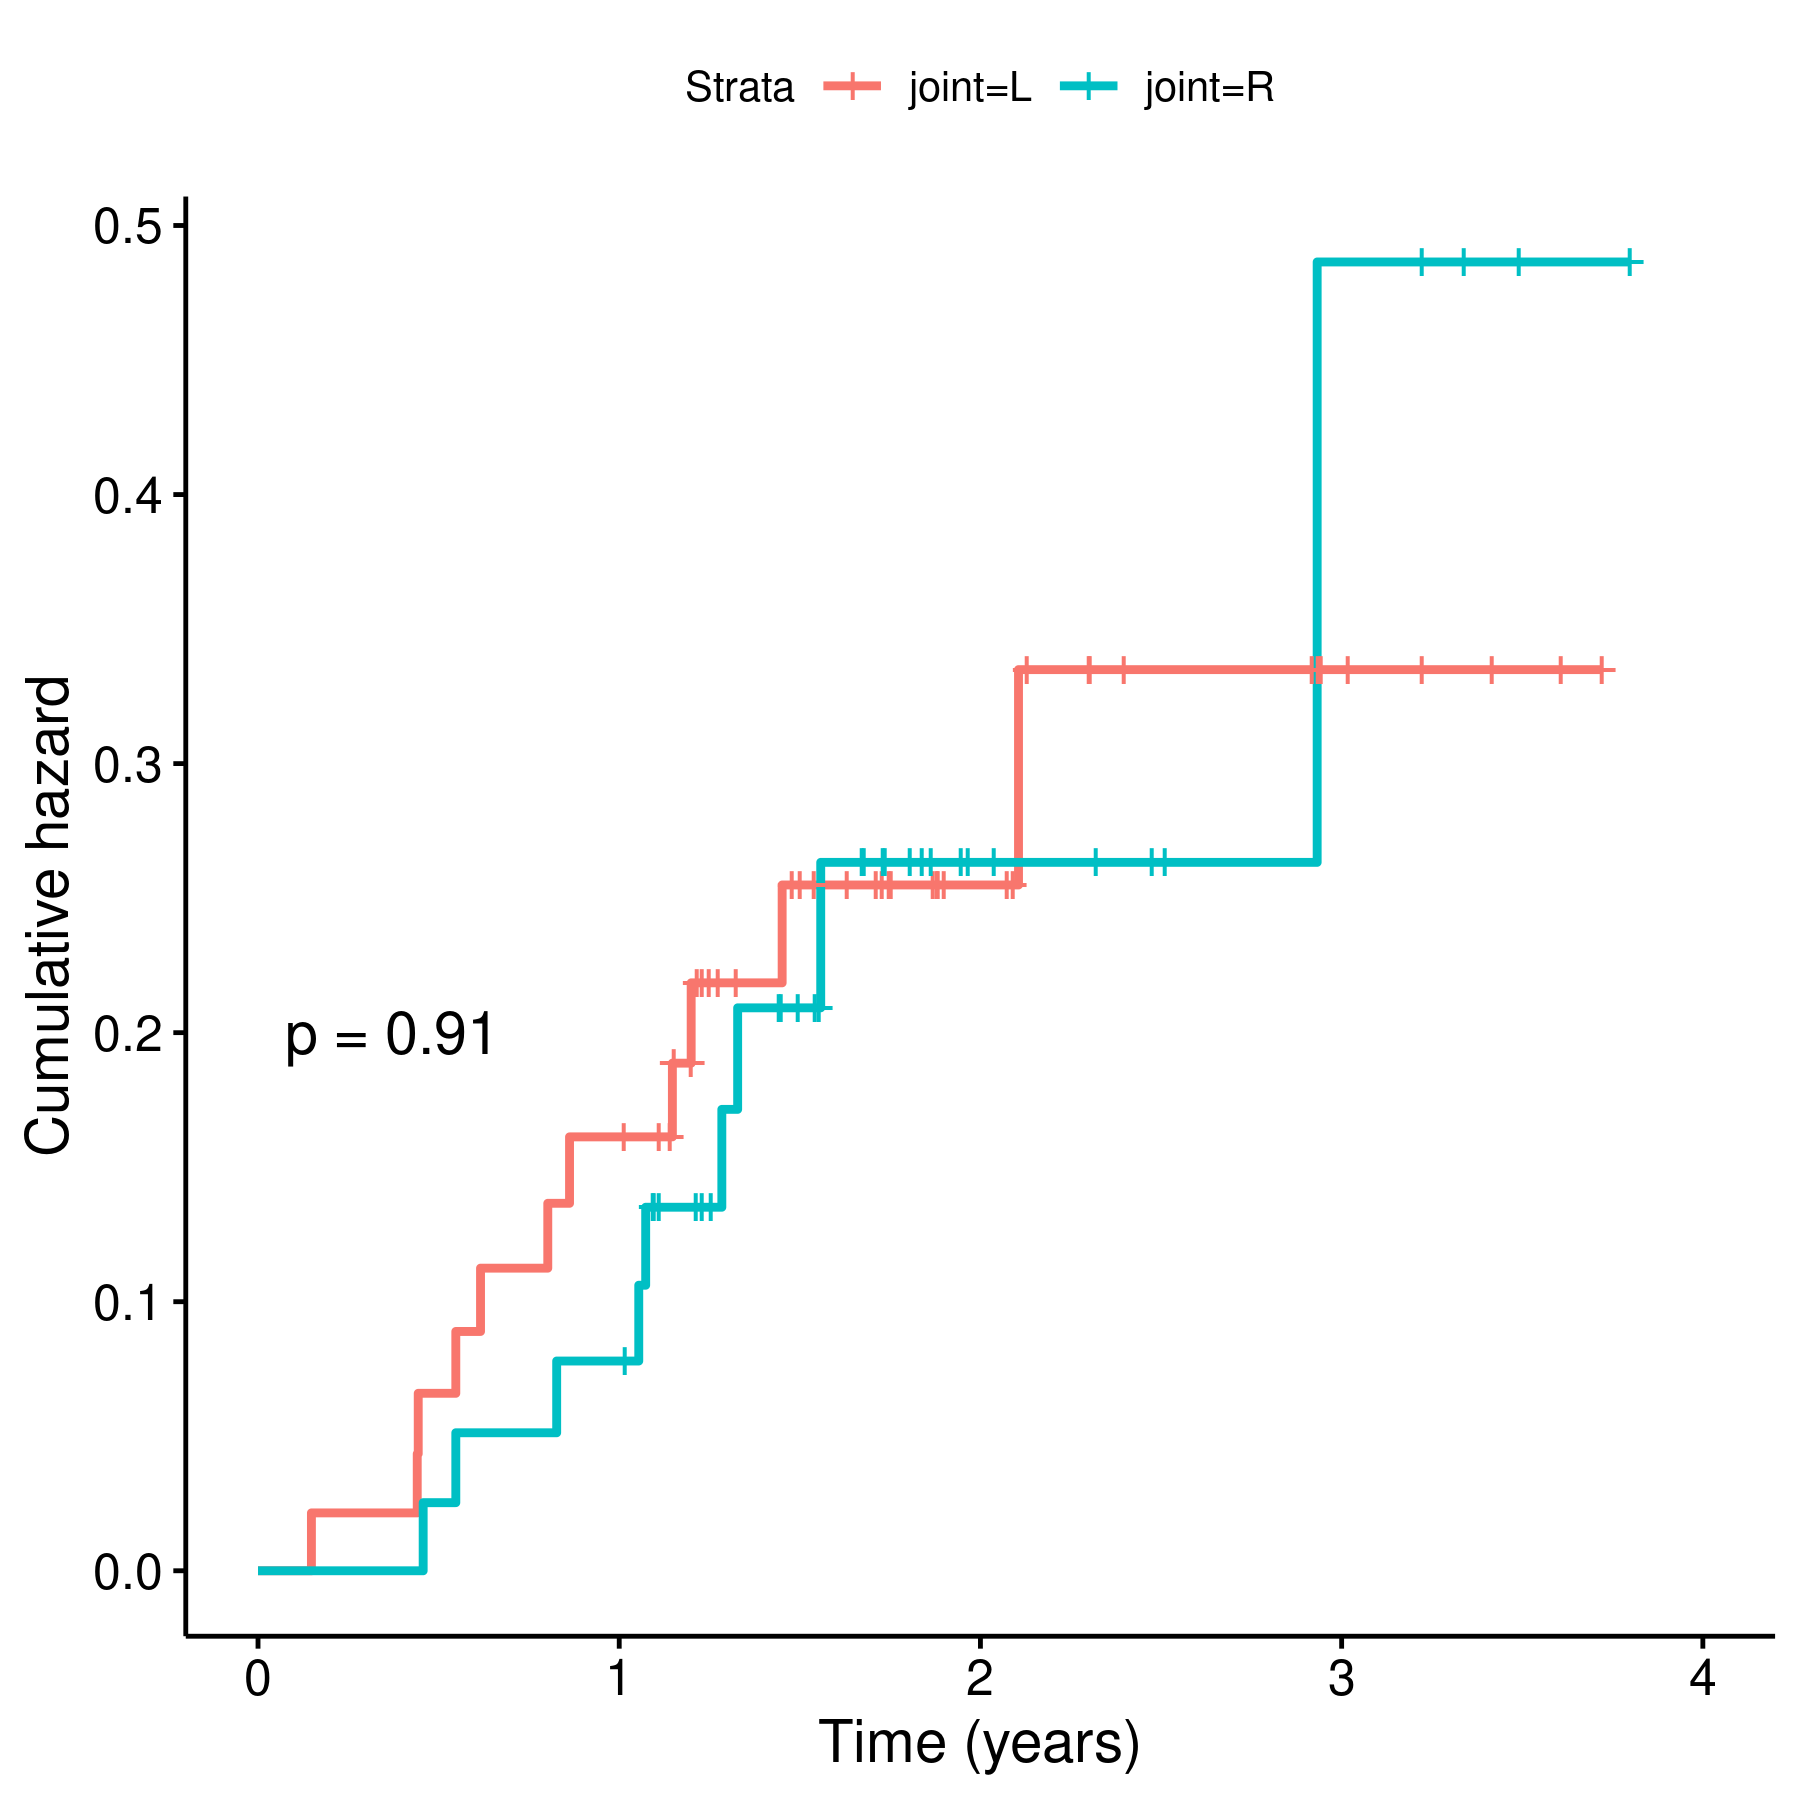 Strata joint=L joint=R
0.5
0.4
0.3
0.2
0.1
0.0
Cumulative hazard
p = 0.91
0 1 2 3 4
Time (years)